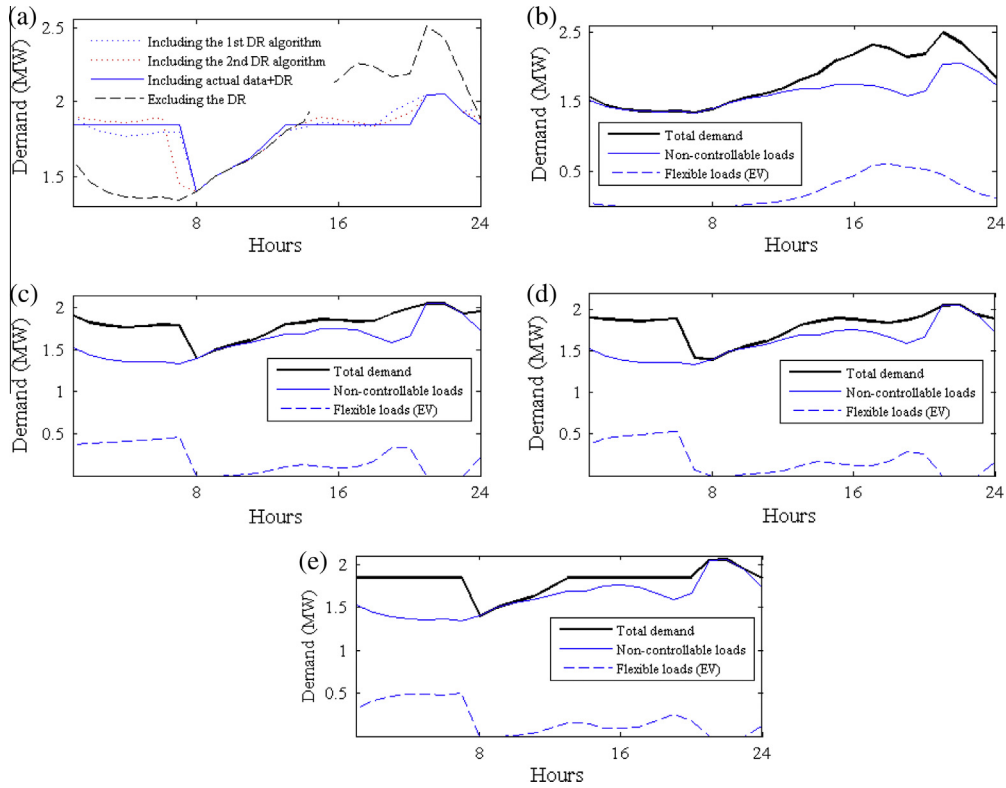 (a)
Demand (MW)
2.5
2
1.5
Including the 1st DR algorithm
Including the 2nd DR algorithm
Including actual data+DR
Excluding the DR
8
16
24
Hours
(b)
Demand (MW)
2.5
1.5
0.5
Total demand
Non-controllable loads
Flexible loads (EV)
8
16
24
Hours
(c)
Demand (MW)
2
1.5
1
0.5
Total demand
Non-controllable loads
Flexible loads (EV)
8
16
24
Hours
(d)
Demand (MW)
2
1.5
1
0.5
Total demand
Non-controllable loads
Flexible loads (EV)
8
16
24
Hours
(e)
Demand (MW)
2
1.5
1
0.5
Total demand
Non-controllable loads
Flexible loads (EV)
8
16
24
Hours